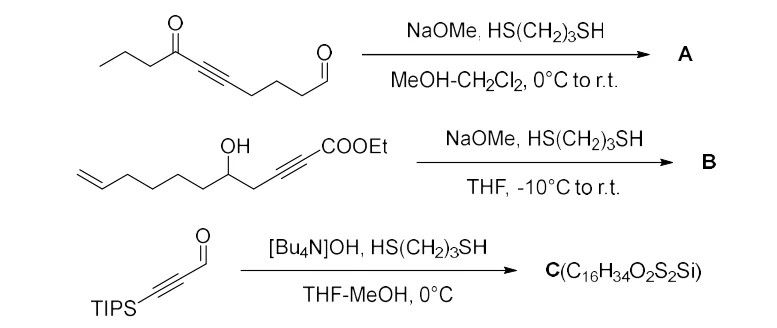 O
O
NaOMe, HS(CH₂)₃SH
A
MeOH-CH₂Cl₂, 0°C to r.t.
OH
COOEt
NaOMe, HS(CH₂)₃SH
B
THF, -10°C to r.t.
O
TIPS
[Bu₄N]OH, HS(CH₂)₃SH
C(C₁₆H₃₄O₂S₂Si)
THF-MeOH, 0°C